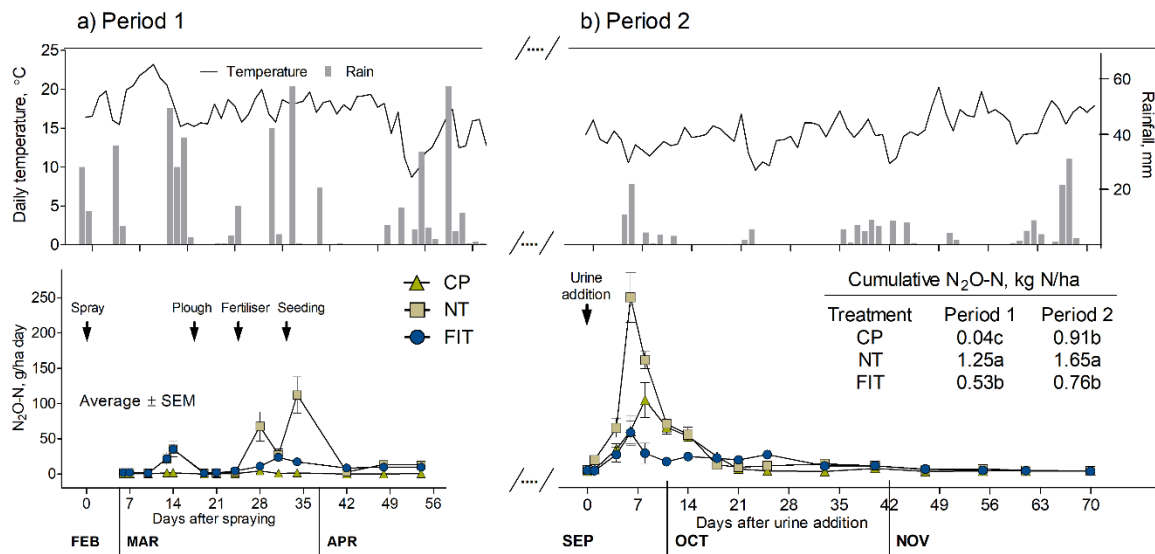 a) Period 1
b) Period 2
Temperature
Rain
Daily temperature, °C
25
20
15
10
5
0
Rainfall, mm
60
40
20
Spray
Plough
Fertiliser
Seeding
CP
NT
FIT
N₂O-N, g/ha day
250
200
150
100
50
0
Average ± SEM
0 7 14 21 28 35 42 49 56
Days after spraying
FEB MAR APR
Urine
addition
Cumulative N₂O-N, kg N/ha
Treatment Period 1 Period 2
CP 0.04c 0.91b
NT 1.25a 1.65a
FIT 0.53b 0.76b
0 7 14 21 28 35 42 49 56 63 70
Days after urine addition
SEP OCT NOV